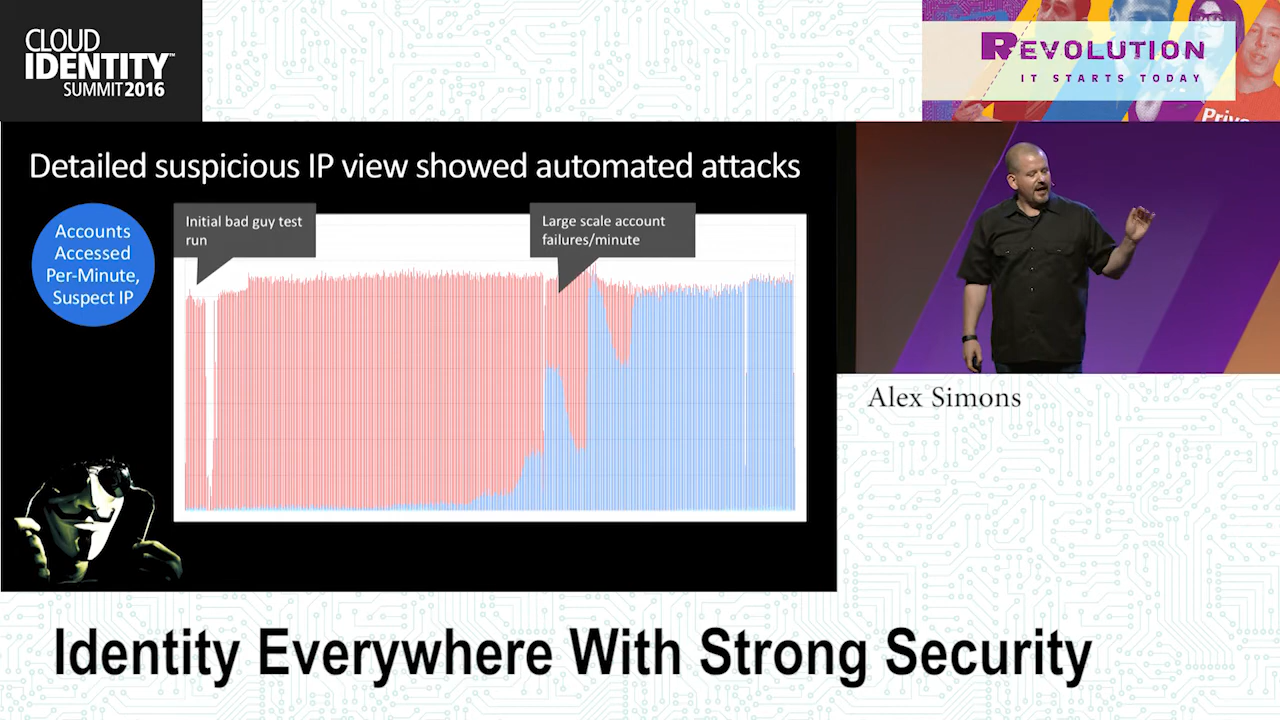 CLOUD
IDENTITY™
SUMMIT 2016
REVOLUTION
IT STARTS TODAY
Detailed suspicious IP view showed automated attacks
Accounts
Accessed
Per-Minute,
Suspect IP
Initial bad guy test
run
Large scale account
failures/minute
Alex Simons
Identity Everywhere With Strong Security